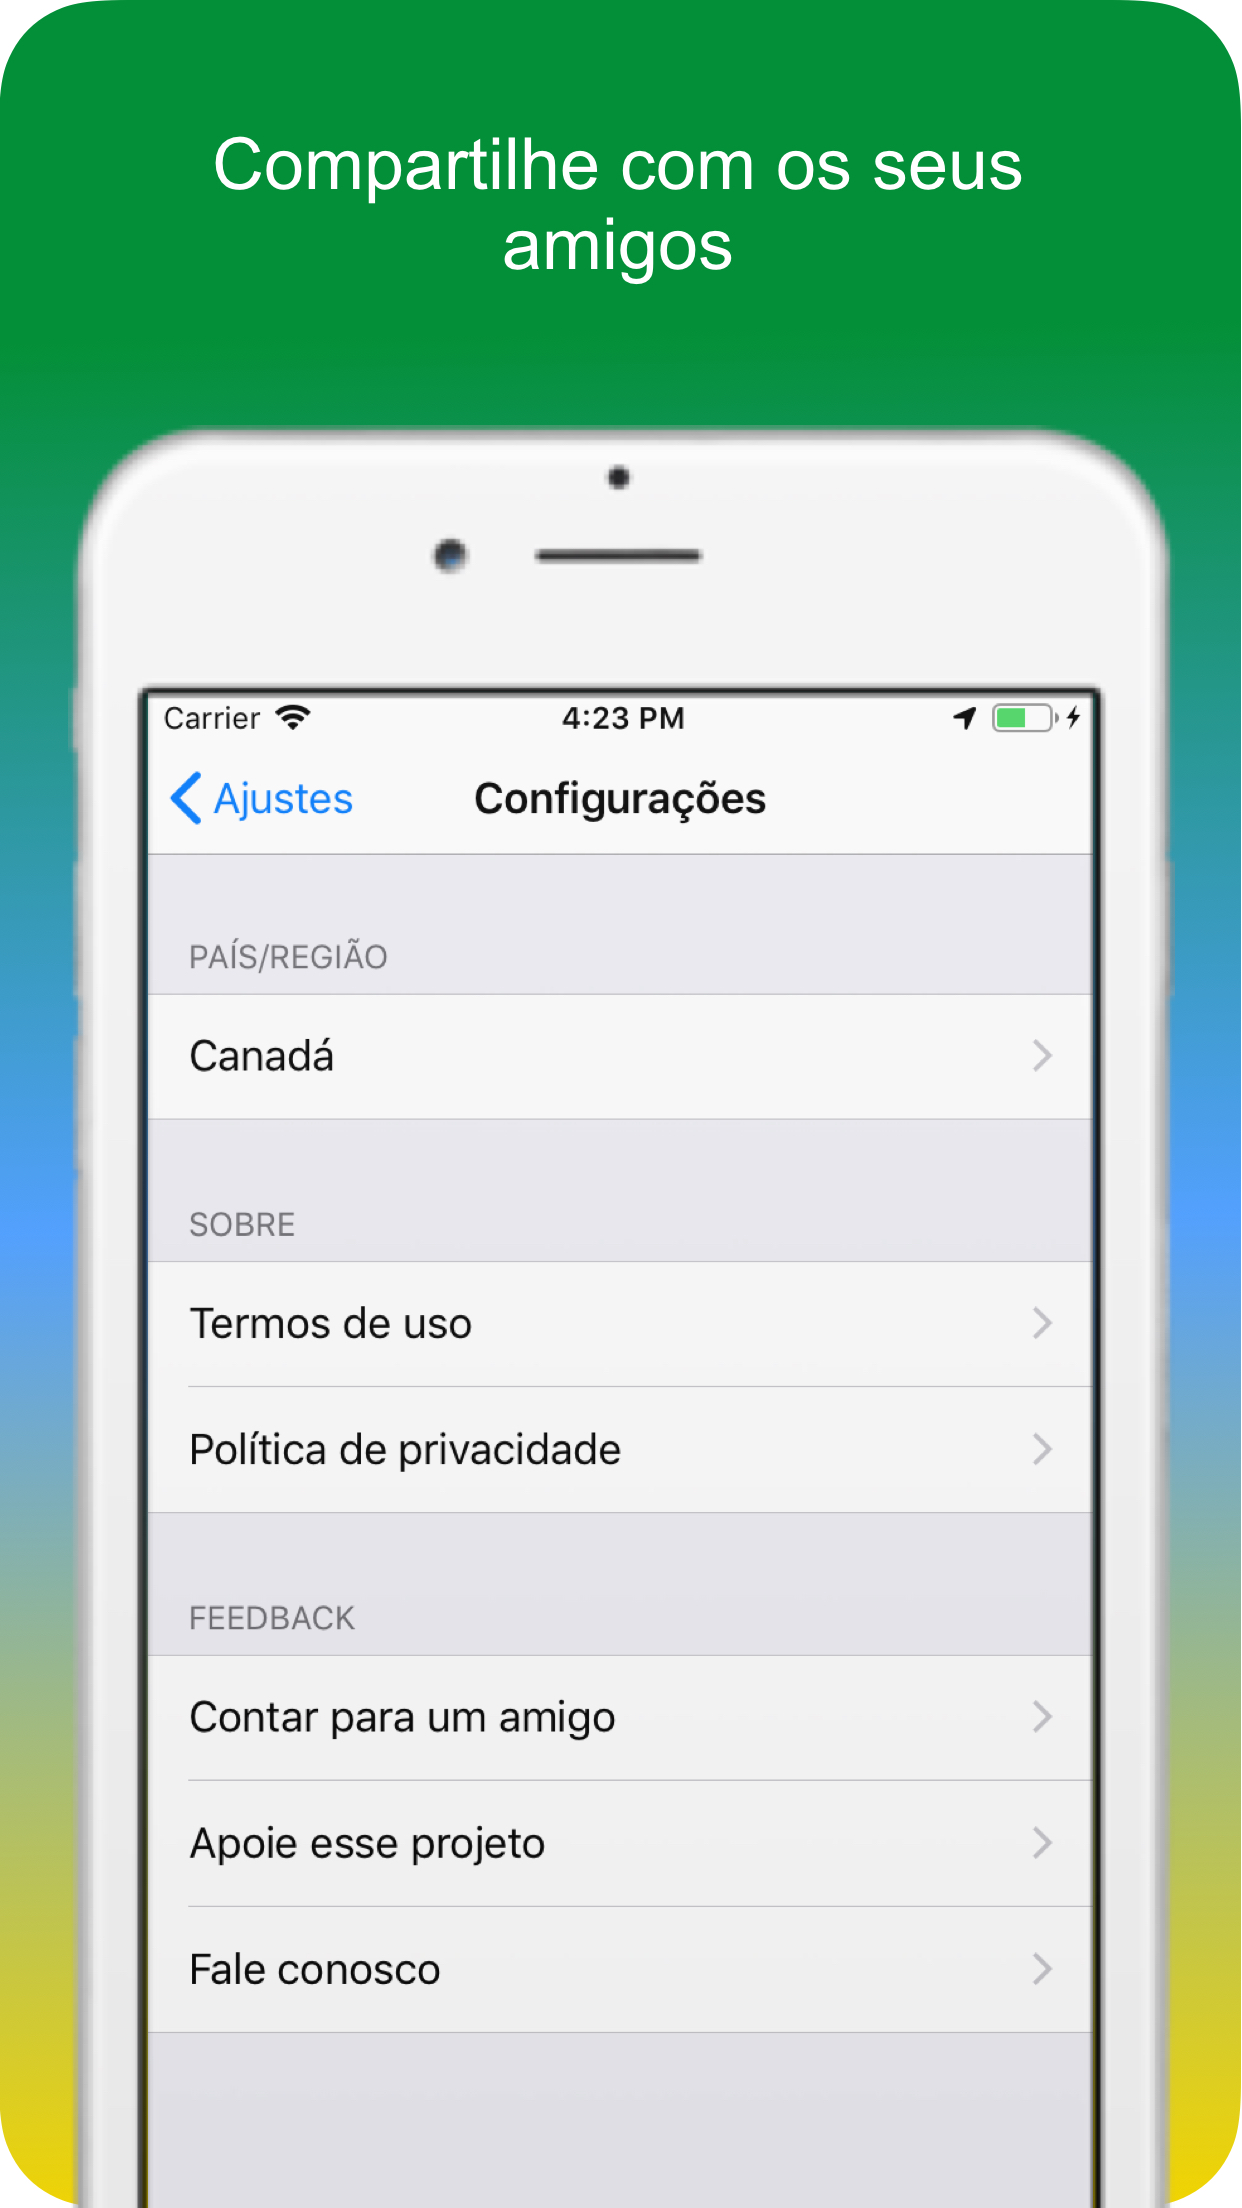 Compartilhe com os seus
amigos
Carrier 4:23 PM
Ajustes Configurações
PAÍS/REGIÃO
Canadá
SOBRE
Termos de uso
Política de privacidade
FEEDBACK
Contar para um amigo
Apoie esse projeto
Fale conosco